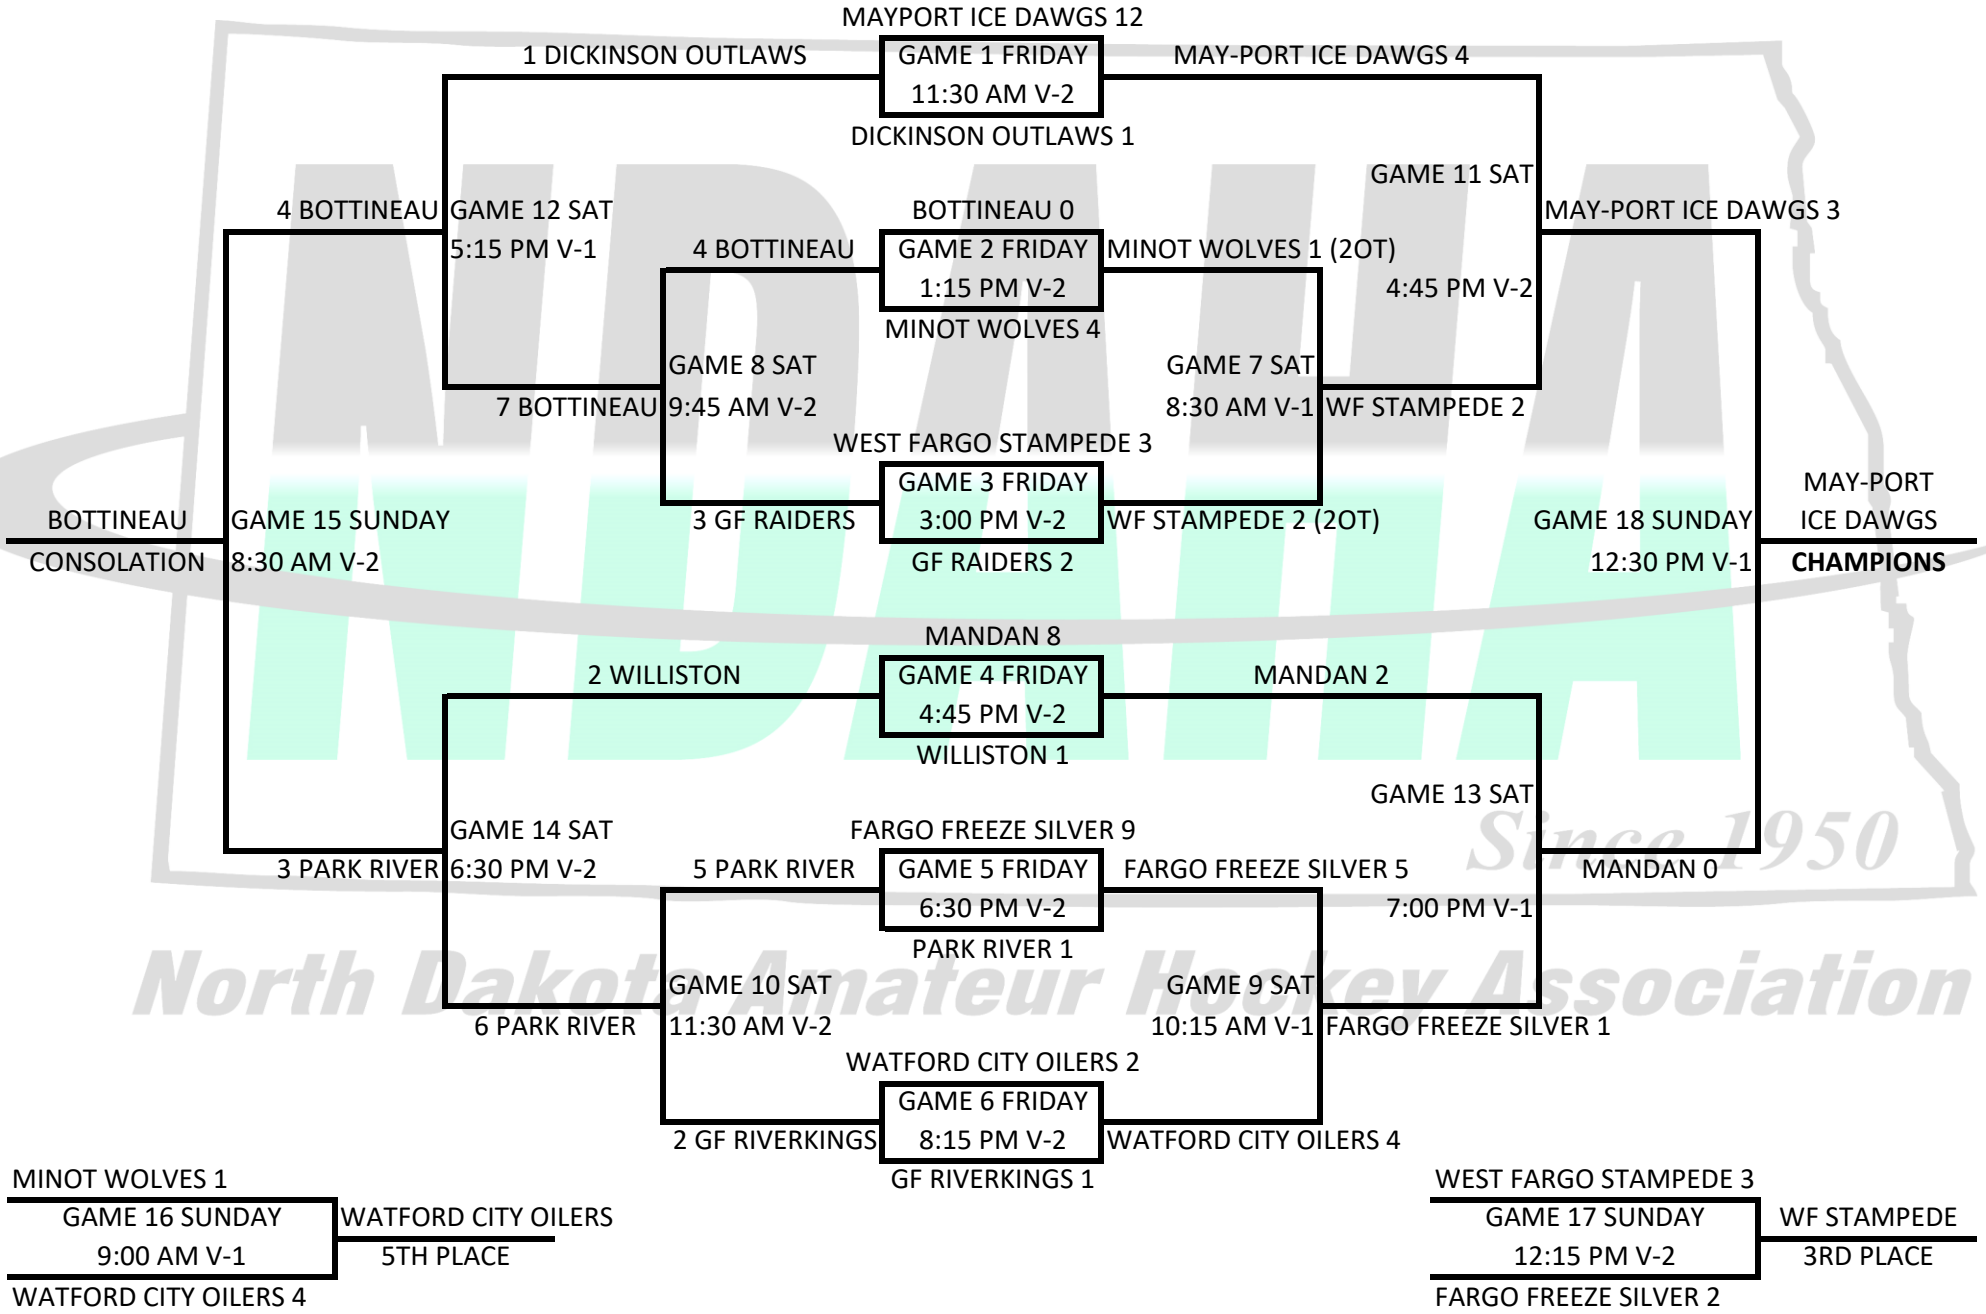 MAYPORT ICE DAWGS 12
1 DICKINSON OUTLAWS
GAME 1 FRIDAY
11:30 AM V-2
MAY-PORT ICE DAWGS 4
DICKINSON OUTLAWS 1
GAME 11 SAT
4:45 PM V-2
4 BOTTINEAU
GAME 12 SAT
5:15 PM V-1
BOTTINEAU 0
MAY-PORT ICE DAWGS 3
4 BOTTINEAU
GAME 2 FRIDAY
1:15 PM V-2
MINOT WOLVES 1 (2OT)
MINOT WOLVES 4
GAME 8 SAT
9:45 AM V-2
7 BOTTINEAU
GAME 7 SAT
8:30 AM V-1
WF STAMPEDE 2
WEST FARGO STAMPEDE 3
GAME 3 FRIDAY
3:00 PM V-2
3 GF RAIDERS
WF STAMPEDE 2 (2OT)
GF RAIDERS 2
BOTTINEAU
CONSOLATION
GAME 15 SUNDAY
8:30 AM V-2
GAME 18 SUNDAY
12:30 PM V-1
MAY-PORT
ICE DAWGS
CHAMPIONS
NDAHA
MANDAN 8
2 WILLISTON
GAME 4 FRIDAY
4:45 PM V-2
MANDAN 2
WILLISTON 1
GAME 13 SAT
7:00 PM V-1
Since 1950
GAME 14 SAT
6:30 PM V-2
3 PARK RIVER
FARGO FREEZE SILVER 9
5 PARK RIVER
GAME 5 FRIDAY
6:30 PM V-2
FARGO FREEZE SILVER 5
MANDAN 0
PARK RIVER 1
North Dakota Amateur Hockey Association
GAME 10 SAT
11:30 AM V-2
6 PARK RIVER
GAME 9 SAT
10:15 AM V-1
FARGO FREEZE SILVER 1
WATFORD CITY OILERS 2
GAME 6 FRIDAY
8:15 PM V-2
2 GF RIVERKINGS
WATFORD CITY OILERS 4
GF RIVERKINGS 1
MINOT WOLVES 1
GAME 16 SUNDAY
9:00 AM V-1
WATFORD CITY OILERS 4
WATFORD CITY OILERS
5TH PLACE
WEST FARGO STAMPEDE 3
GAME 17 SUNDAY
12:15 PM V-2
FARGO FREEZE SILVER 2
WF STAMPEDE
3RD PLACE